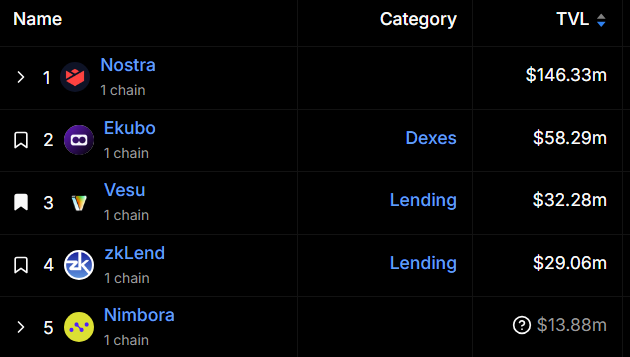 Name Category TVL
1 Nostra $146.33m
1 chain
2 Ekubo Dexes $58.29m
1 chain
3 Vesu Lending $32.28m
1 chain
4 zk zkLend Lending $29.06m
1 chain
5 Nimbora ? $13.88m
1 chain